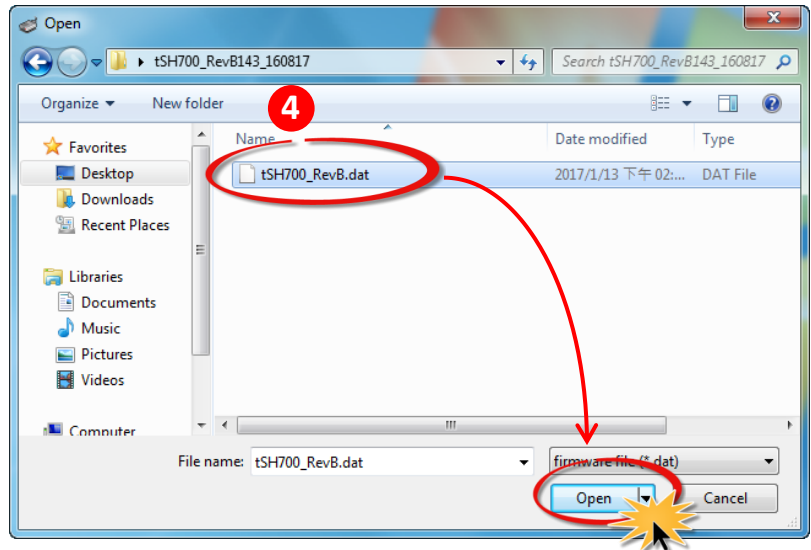 Open
tSH700_RevB143_160817
Search tSH700_RevB143_160817
Organize
New folder
4
Name
Date modified
Type
Favorites
Desktop
Downloads
Recent Places
Libraries
Documents
Music
Pictures
Videos
Computer
tSH700_RevB.dat
2017/1/13 下午 02:...
DAT File
File name:
tSH700_RevB.dat
firmware file (*.dat)
Open
Cancel